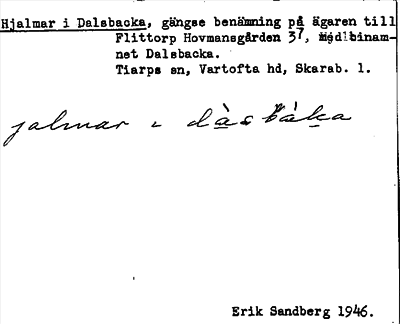 Hjalmar i Dalsbacka, gängse benämning på ägaren till
Flittorp Hovmansgården 3⁷, med binam-
net Dalsbacka.
Tiarps sn, Vartofta hd, Skarab. l.
jalmar i dàsbàka
Erik Sandberg 1946.